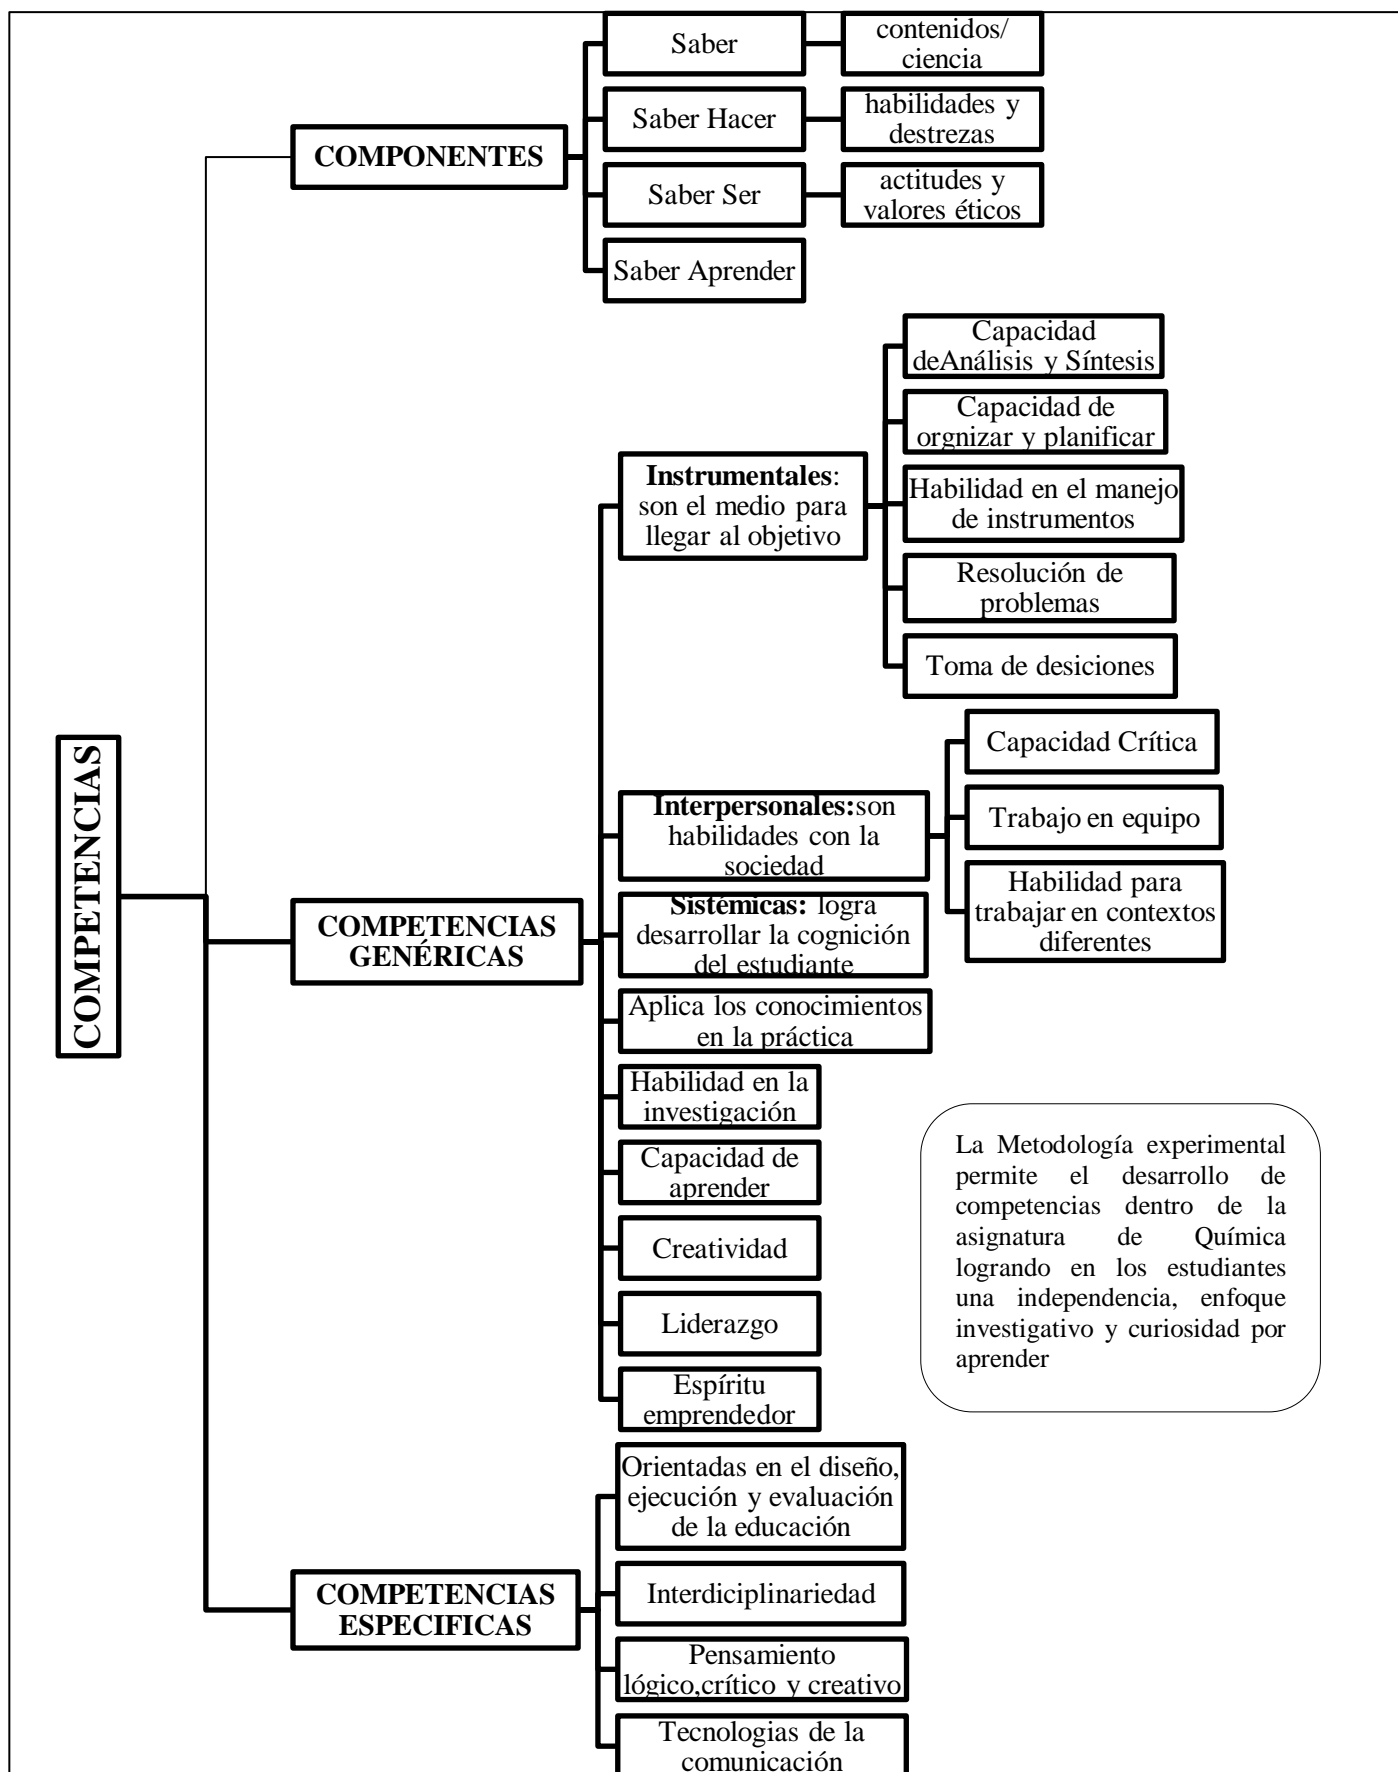 COMPETENCIAS
COMPONENTES
Saber
contenidos/
ciencia
Saber Hacer
habilidades y
destrezas
Saber Ser
actitudes y
valores éticos
Saber Aprender
COMPETENCIAS
GENÉRICAS
Instrumentales:
son el medio para
llegar al objetivo
Capacidad
deAnálisis y Síntesis
Capacidad de
orgnizar y planificar
Habilidad en el manejo
de instrumentos
Resolución de
problemas
Toma de desiciones
Interpersonales:son
habilidades con la
sociedad
Capacidad Crítica
Trabajo en equipo
Habilidad para
trabajar en contextos
diferentes
Sistémicas: logra
desarrollar la cognición
del estudiante
Aplica los conocimientos
en la práctica
Habilidad en la
investigación
Capacidad de
aprender
Creatividad
Liderazgo
Espíritu
emprendedor
COMPETENCIAS
ESPECIFICAS
Orientadas en el diseño,
ejecución y evaluación
de la educación
Interdiciplinariedad
Pensamiento
lógico,crítico y creativo
Tecnologias de la
comunicación
La Metodología experimental
permite el desarrollo de
competencias dentro de la
asignatura de Química
logrando en los estudiantes
una independencia, enfoque
investigativo y curiosidad por
aprender